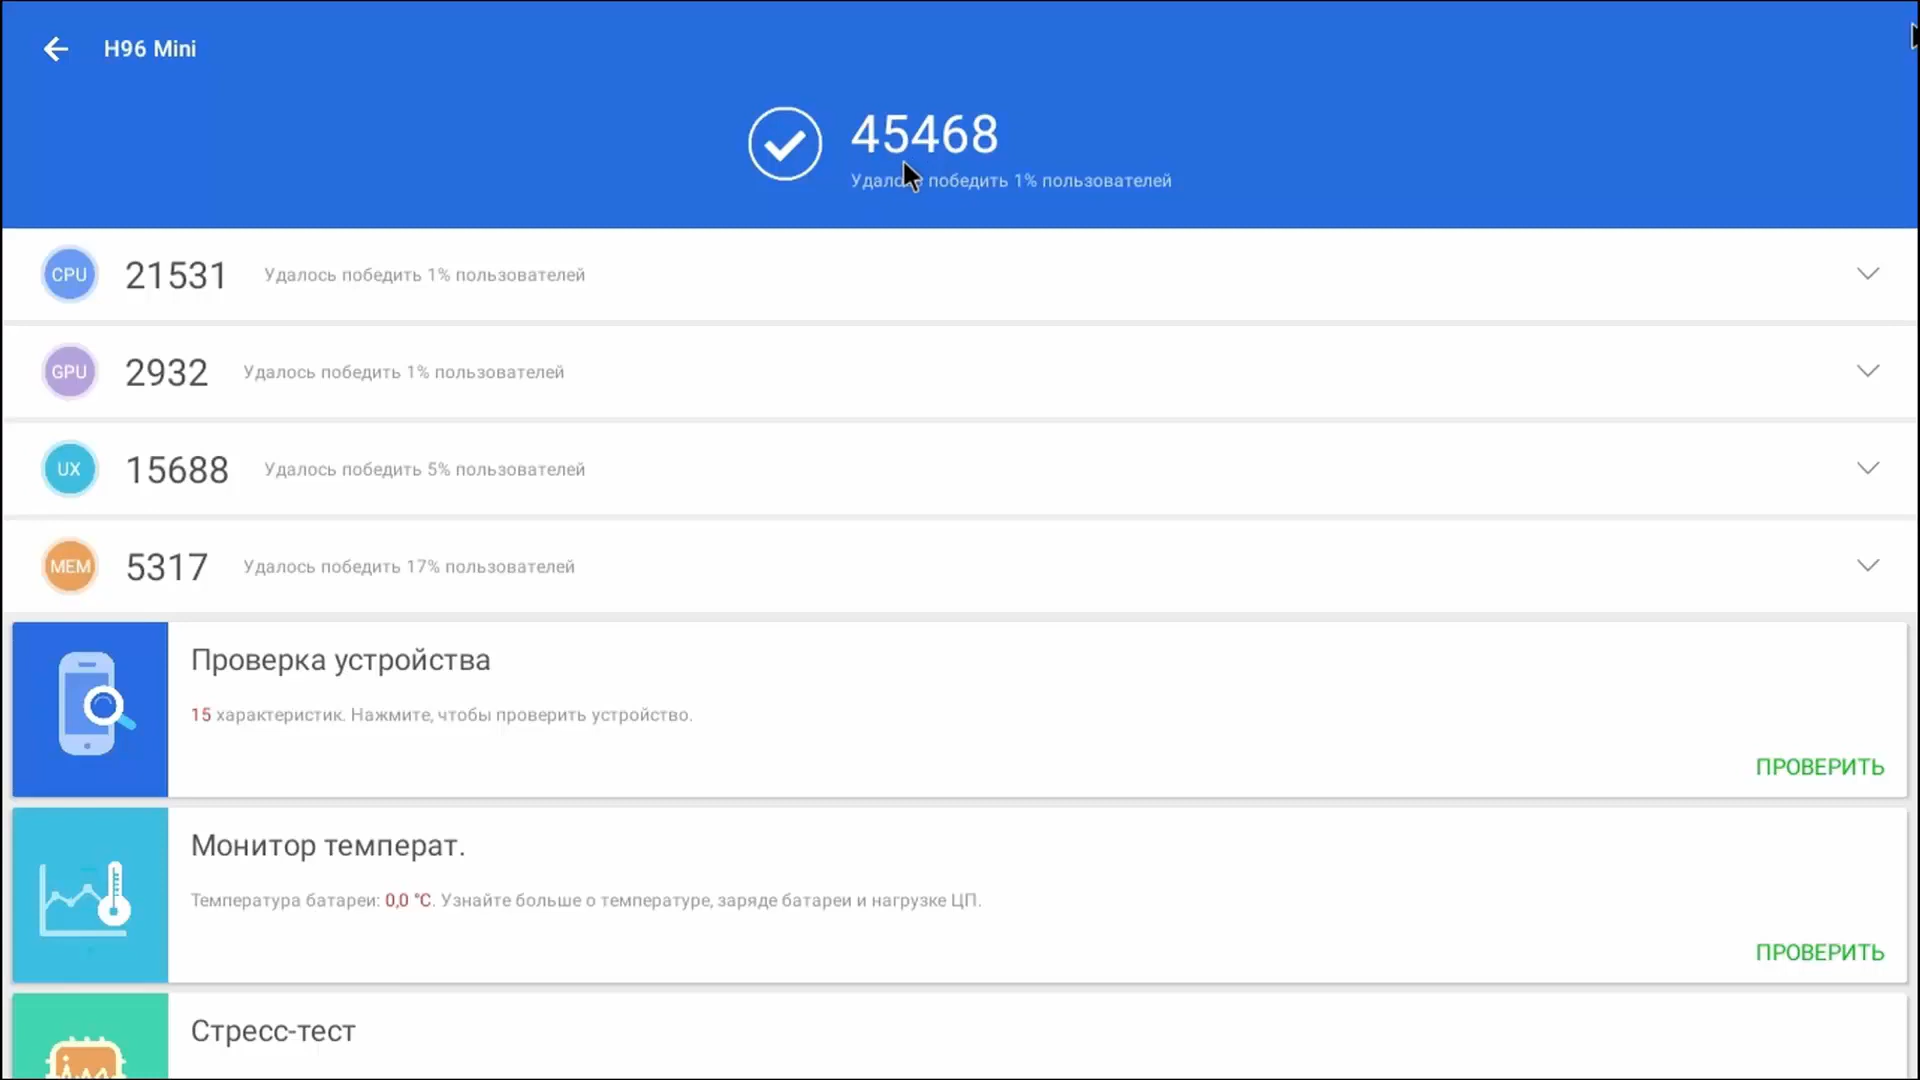 H96 Mini
45468
победить 1% пользователей
CPU 21531 Удалось победить 1% пользователей
GPU 2932 Удалось победить 1% пользователей
UX 15688 Удалось победить 5% пользователей
MEM 5317 Удалось победить 17% пользователей
Проверка устройства
15 характеристик. Нажмите, чтобы проверить устройство.
ПРОВЕРИТЬ
Монитор температ.
Температура батареи: 0,0 °C. Узнайте больше о температуре, заряде батареи и нагрузке ЦП.
ПРОВЕРИТЬ
Стресс-тест